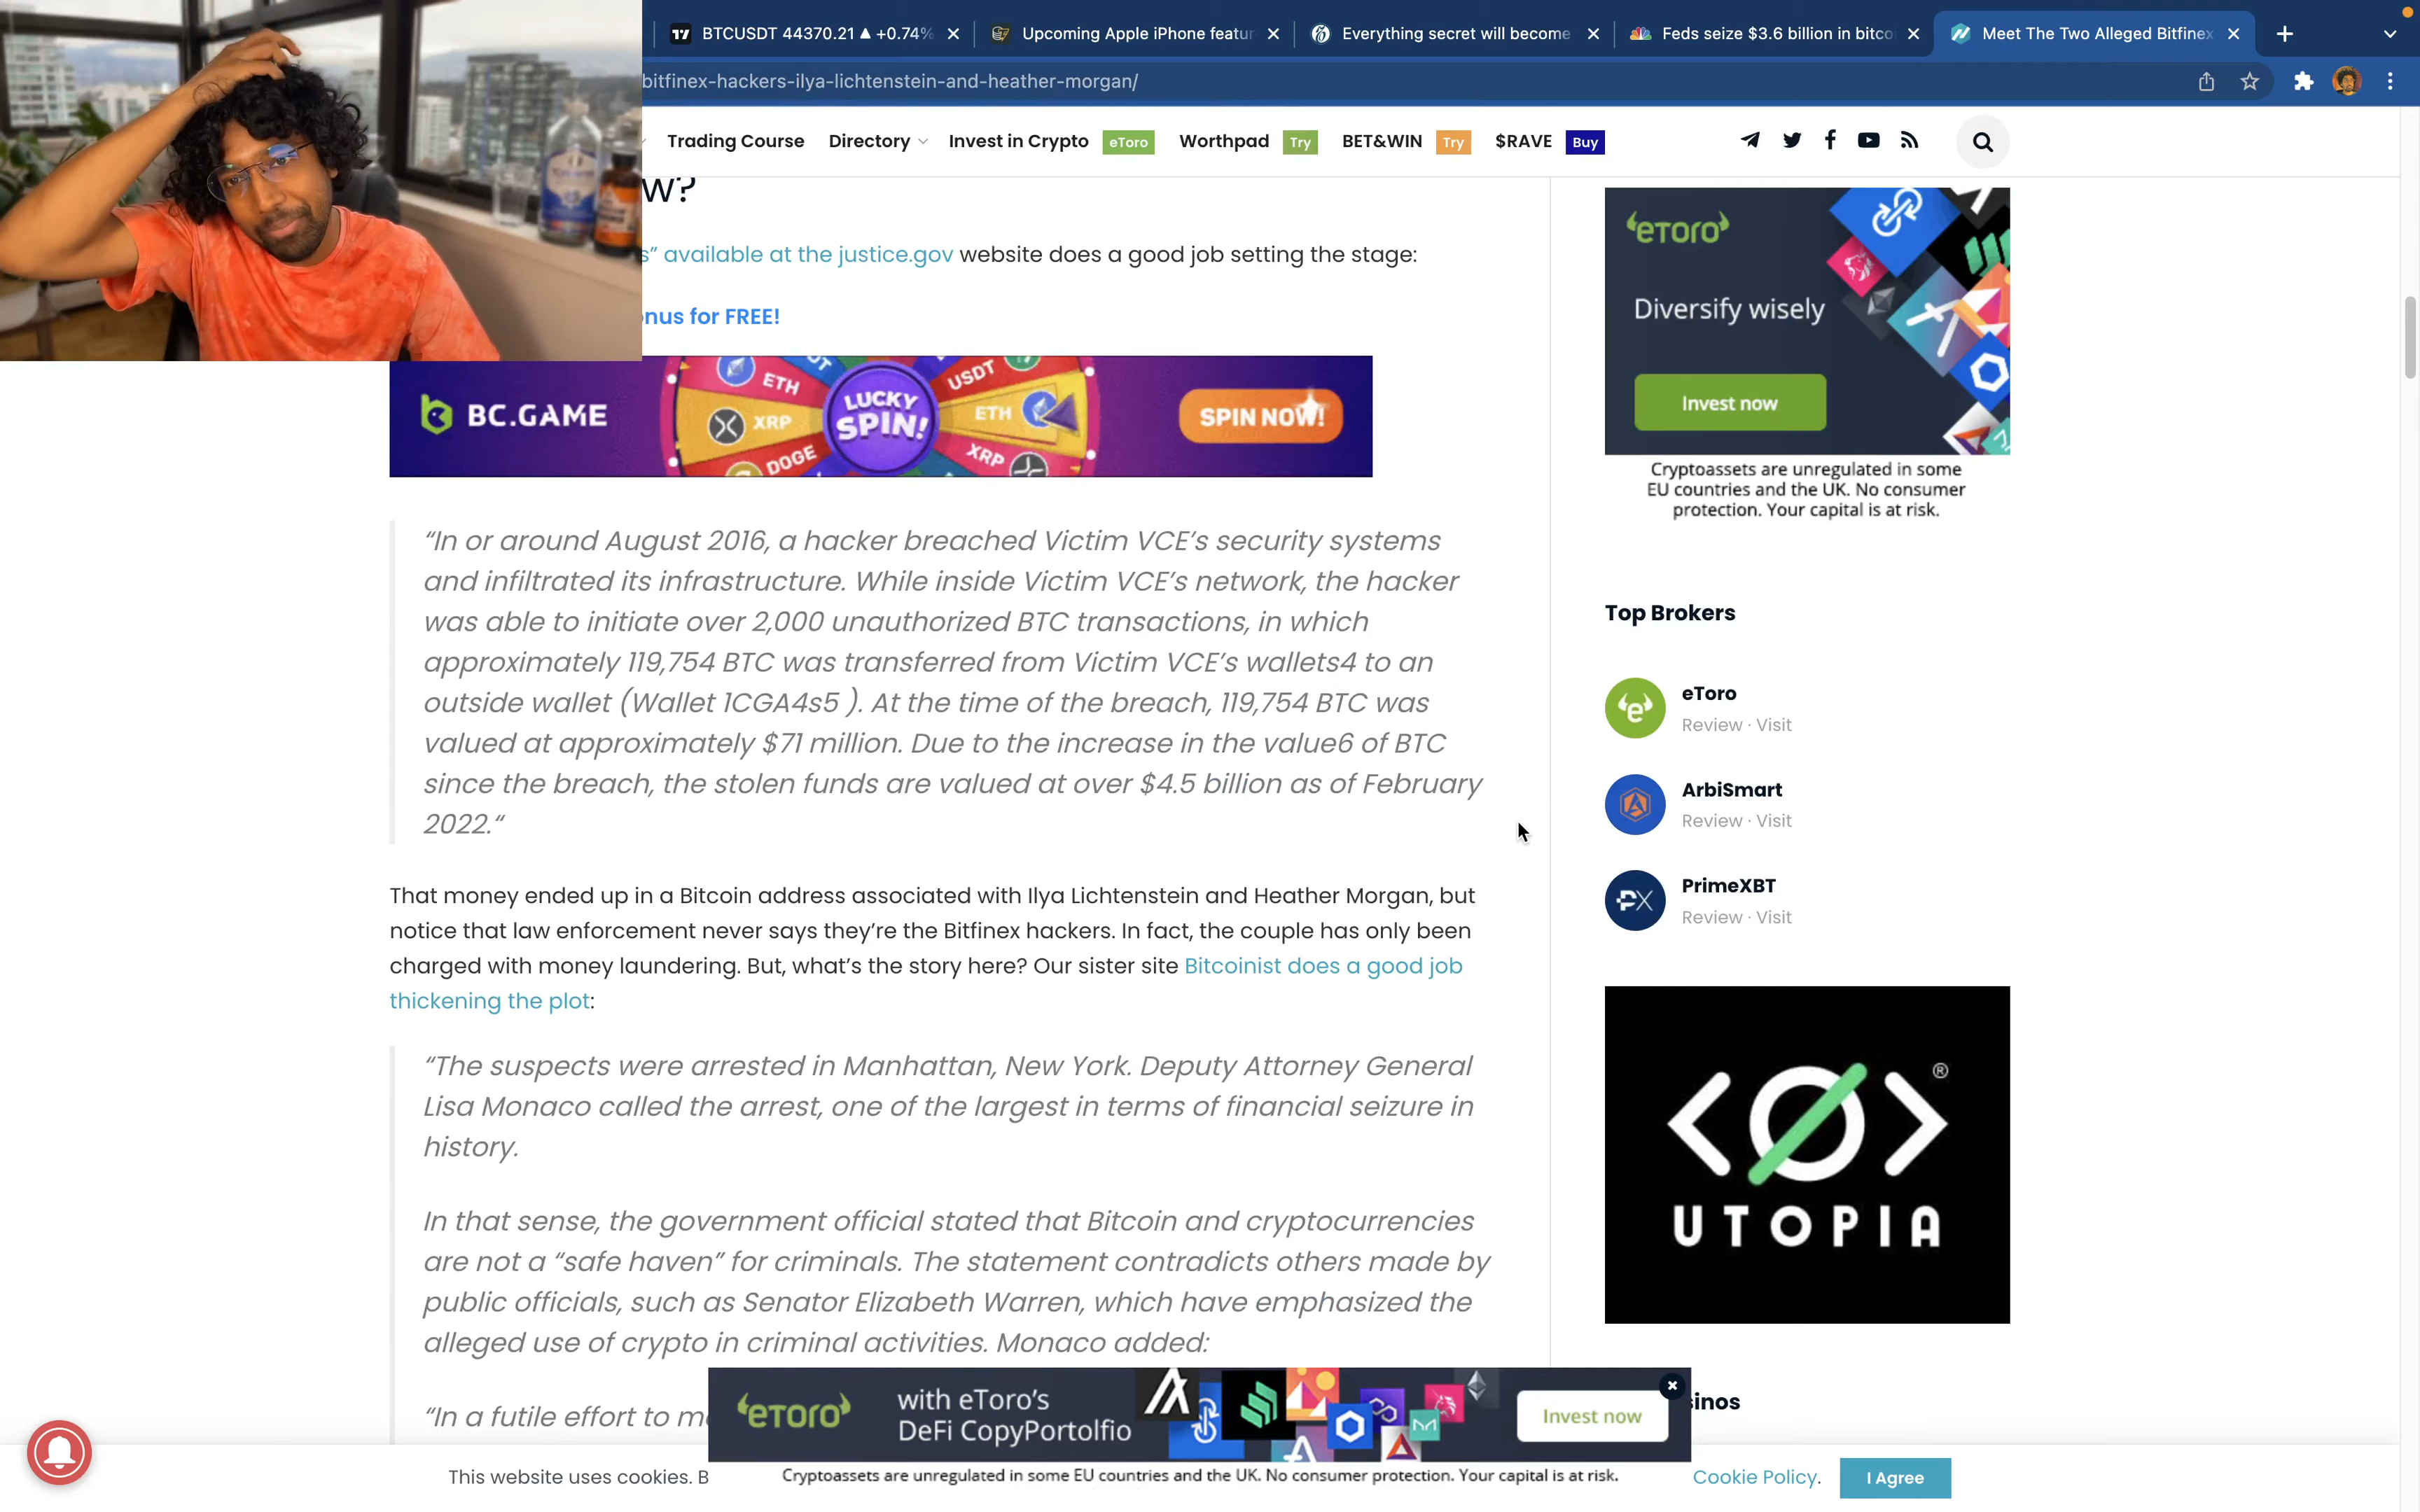 BTCUSDT 44370.21 ▲ +0.74%
Upcoming Apple iPhone featur
Everything secret will become
Feds seize $3.6 billion in bitco
Meet The Two Alleged Bitfinex
bitfinex-hackers-ilya-lichtenstein-and-heather-morgan/
Trading Course Directory Invest in Crypto eToro Worthpad Try BET&WIN Try $RAVE Buy
w?
s” available at the justice.gov website does a good job setting the stage:
onus for FREE!
BC.GAME
ETH
XRP
DOGE
LUCKY
SPIN!
USDT
ETH
XRP
SPIN NOW!
“In or around August 2016, a hacker breached Victim VCE’s security systems
and infiltrated its infrastructure. While inside Victim VCE’s network, the hacker
was able to initiate over 2,000 unauthorized BTC transactions, in which
approximately 119,754 BTC was transferred from Victim VCE’s wallets4 to an
outside wallet (Wallet 1CGA4s5 ). At the time of the breach, 119,754 BTC was
valued at approximately $71 million. Due to the increase in the value6 of BTC
since the breach, the stolen funds are valued at over $4.5 billion as of February
2022.“
That money ended up in a Bitcoin address associated with Ilya Lichtenstein and Heather Morgan, but
notice that law enforcement never says they’re the Bitfinex hackers. In fact, the couple has only been
charged with money laundering. But, what’s the story here? Our sister site Bitcoinist does a good job
thickening the plot:
“The suspects were arrested in Manhattan, New York. Deputy Attorney General
Lisa Monaco called the arrest, one of the largest in terms of financial seizure in
history.
In that sense, the government official stated that Bitcoin and cryptocurrencies
are not a “safe haven” for criminals. The statement contradicts others made by
public officials, such as Senator Elizabeth Warren, which have emphasized the
alleged use of crypto in criminal activities. Monaco added:
“In a futile effort to m
eToro
Diversify wisely
Invest now
Cryptoassets are unregulated in some
EU countries and the UK. No consumer
protection. Your capital is at risk.
Top Brokers
eToro
Review · Visit
ArbiSmart
Review · Visit
PrimeXBT
Review · Visit
®
UTOPIA
sinos
eToro
with eToro’s
DeFi CopyPortolfio
Invest now
Cryptoassets are unregulated in some EU countries and the UK. No consumer protection. Your capital is at risk.
This website uses cookies. B
Cookie Policy.
I Agree